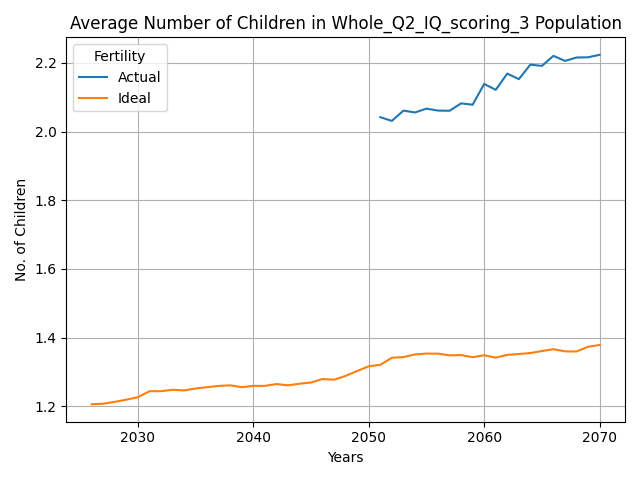 Average Number of Children in Whole_Q2_IQ_scoring_3 Population
Fertility
Actual
Ideal
No. of Children
2.2
2.0
1.8
1.6
1.4
1.2
2030 2040 2050 2060 2070
Years